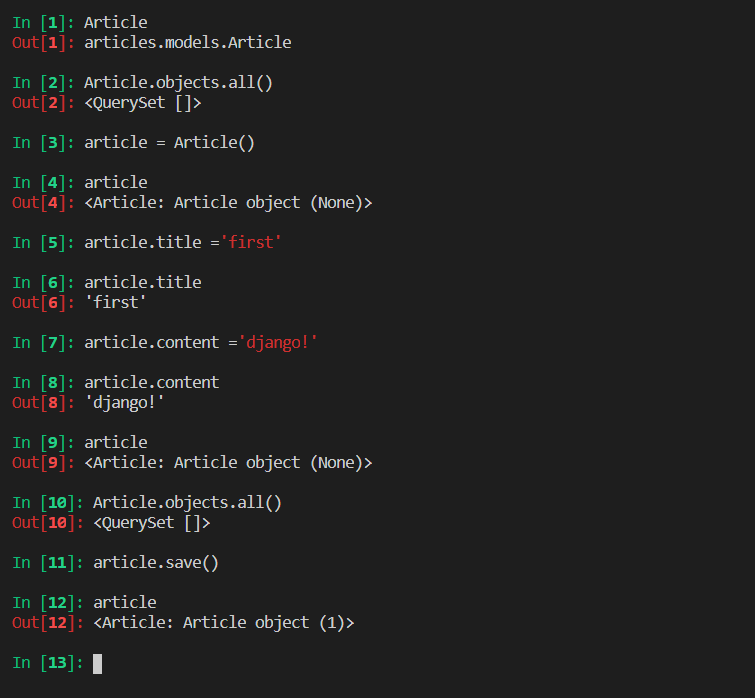 In [1]: Article
Out[1]: articles.models.Article
In [2]: Article.objects.all()
Out[2]: <QuerySet []>
In [3]: article = Article()
In [4]: article
Out[4]: <Article: Article object (None)>
In [5]: article.title ='first'
In [6]: article.title
Out[6]: 'first'
In [7]: article.content ='django!'
In [8]: article.content
Out[8]: 'django!'
In [9]: article
Out[9]: <Article: Article object (None)>
In [10]: Article.objects.all()
Out[10]: <QuerySet []>
In [11]: article.save()
In [12]: article
Out[12]: <Article: Article object (1)>
In [13]: